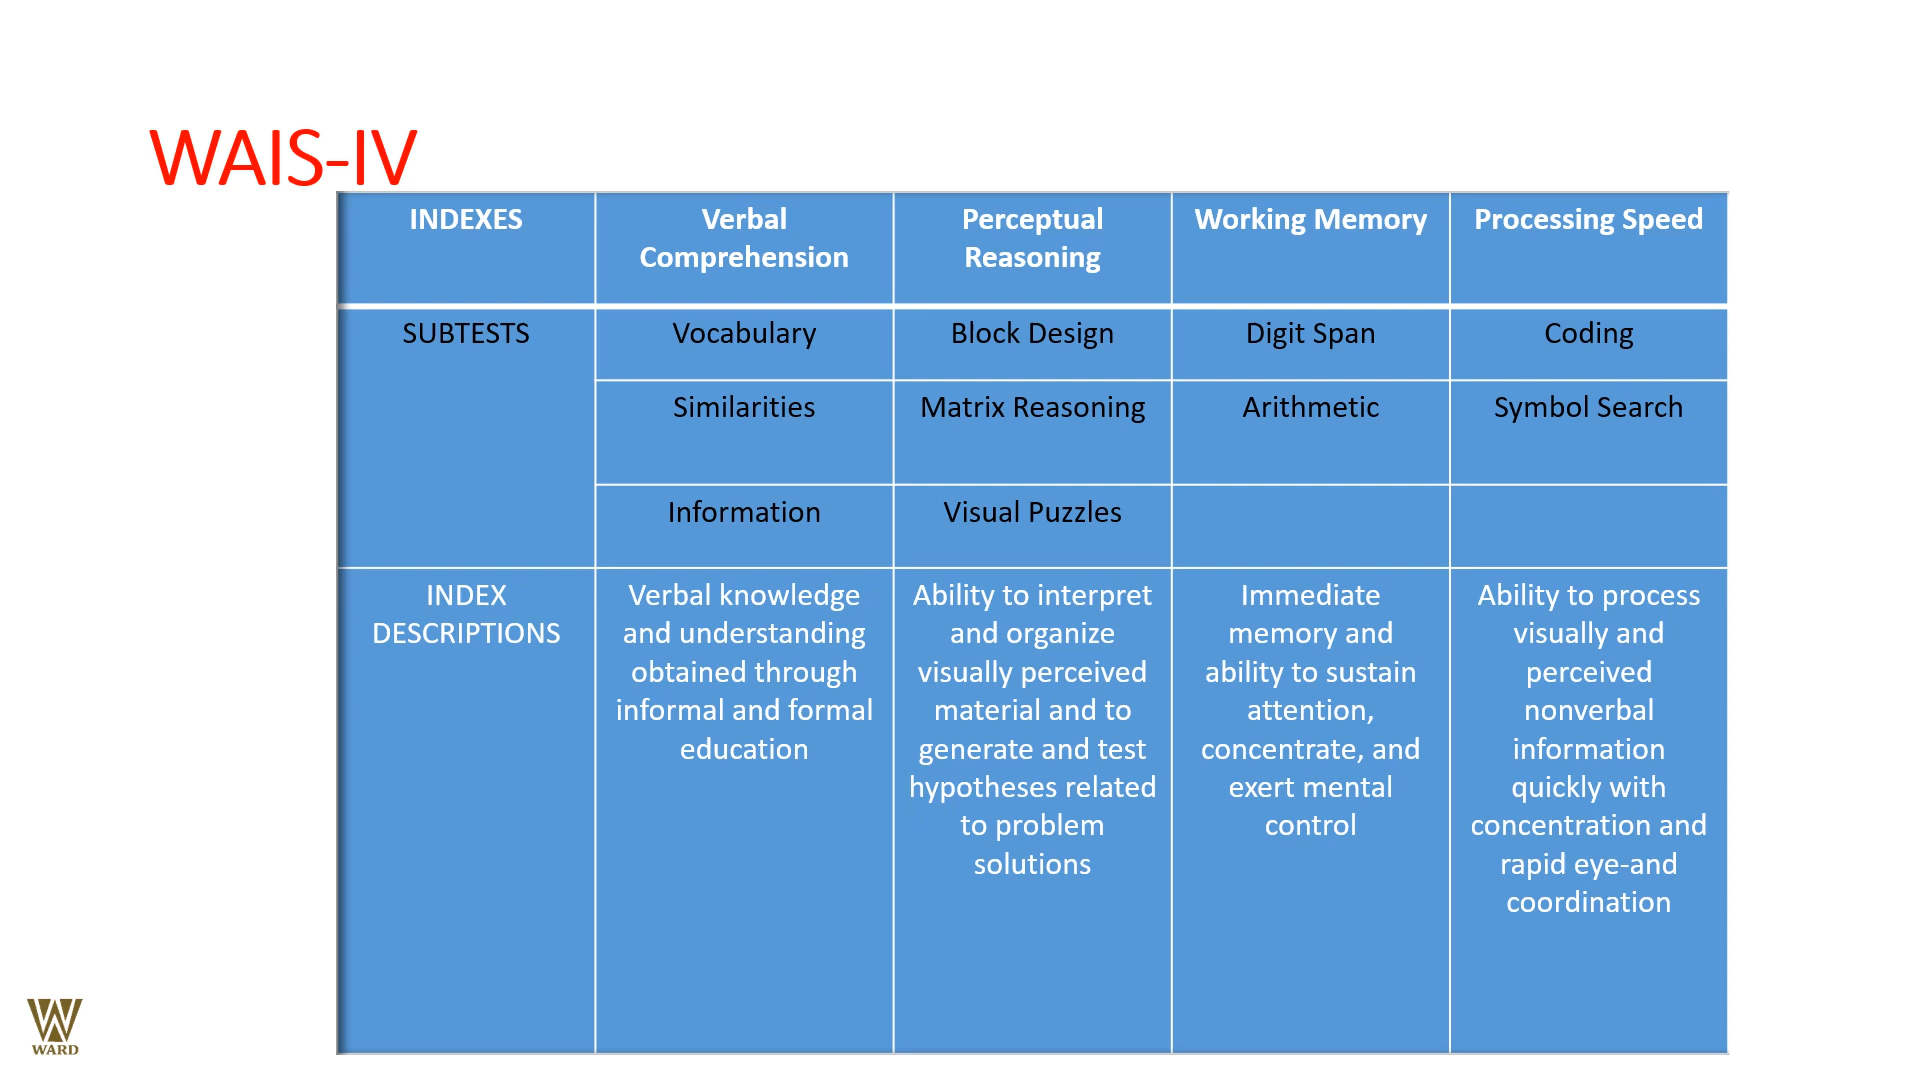 WAIS-IV
INDEXES
Verbal
Comprehension
Perceptual
Reasoning
Working Memory
Processing Speed
SUBTESTS
Vocabulary
Block Design
Digit Span
Coding
Similarities
Matrix Reasoning
Arithmetic
Symbol Search
Information
Visual Puzzles
INDEX
DESCRIPTIONS
Verbal knowledge
and understanding
obtained through
informal and formal
education
Ability to interpret
and organize
visually perceived
material and to
generate and test
hypotheses related
to problem
solutions
Immediate
memory and
ability to sustain
attention,
concentrate, and
exert mental
control
Ability to process
visually and
perceived
nonverbal
information
quickly with
concentration and
rapid eye-and
coordination
WARD